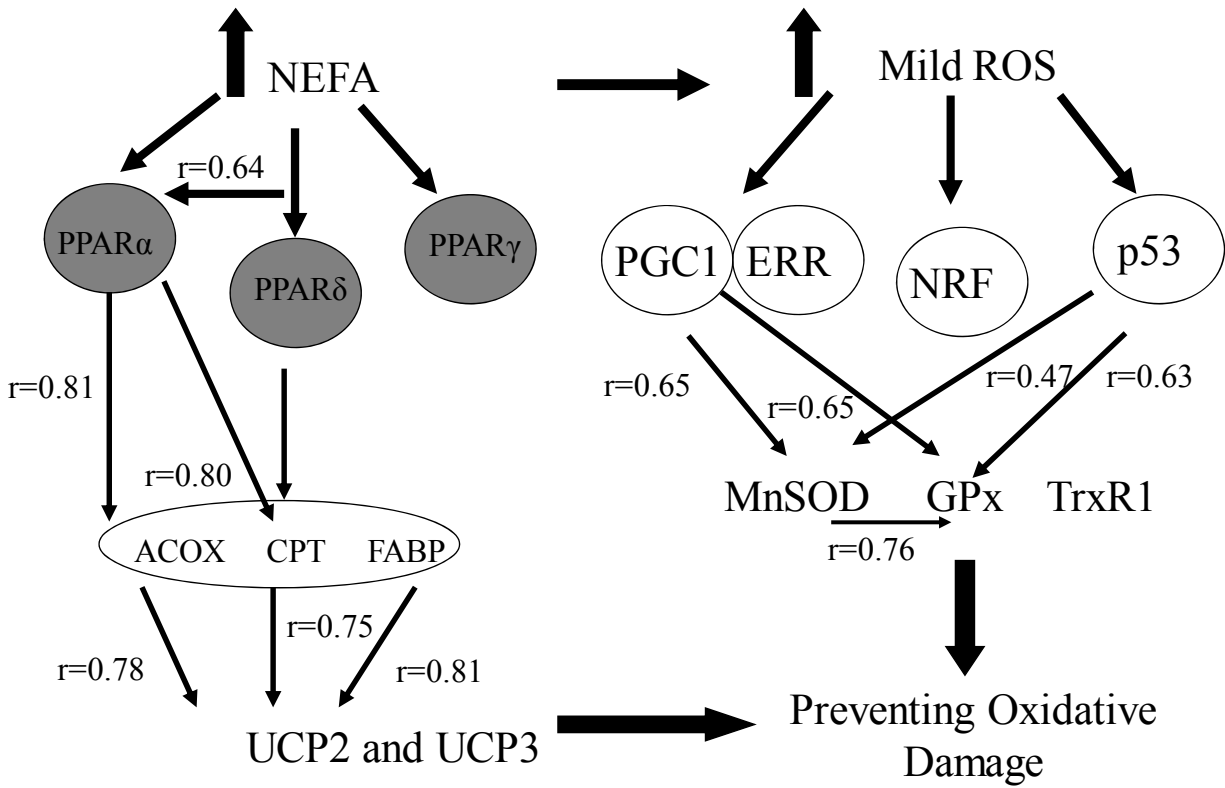 NEFA
Mild ROS
r=0.64
PPARα
PPARδ
PPARγ
PGC1
ERR
NRF
p53
r=0.81
r=0.80
r=0.65
r=0.65
r=0.47
r=0.63
MnSOD
GPx
TrxR1
r=0.76
ACOX
CPT
FABP
r=0.78
r=0.75
r=0.81
UCP2 and UCP3
Preventing Oxidative
Damage